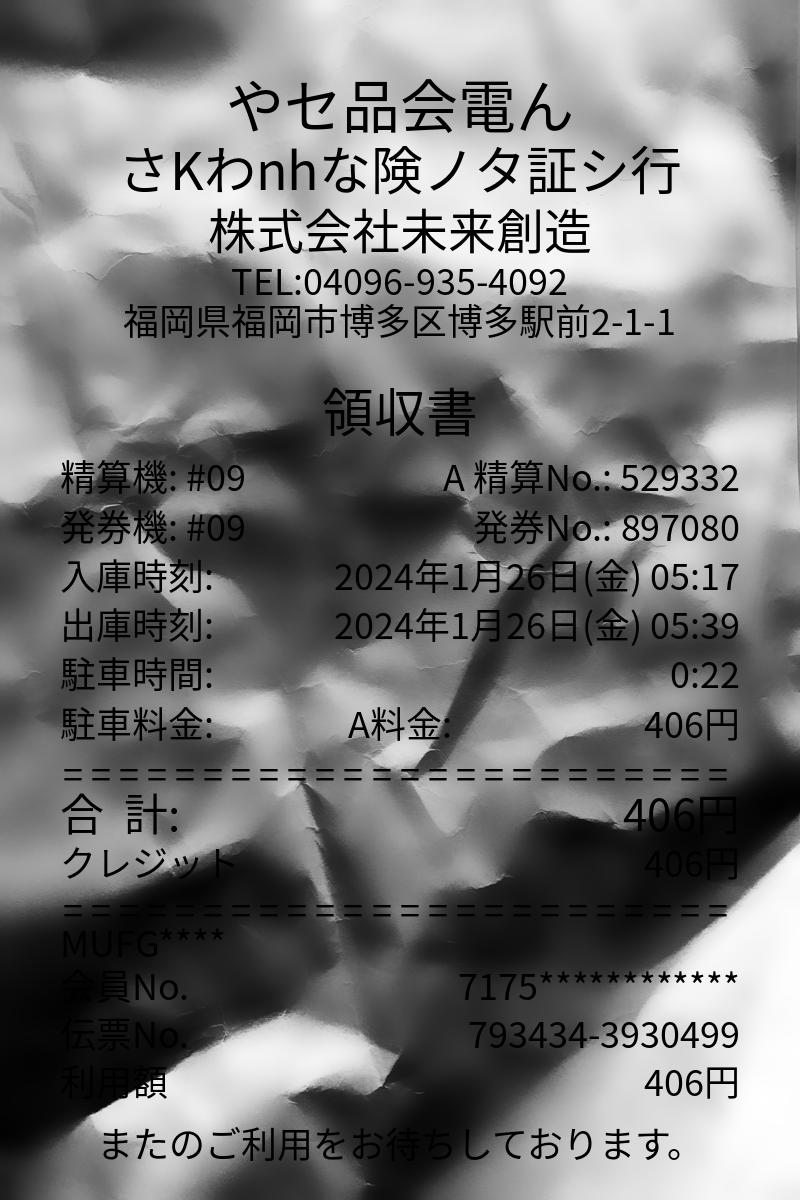 やセ品会電ん
さKわnhな険ノタ証シ行
株式会社未来創造
TEL:04096-935-4092
福岡県福岡市博多区博多駅前2-1-1
領収書
精算機: #09 A 精算No.: 529332
発券機: #09 発券No.: 897080
入庫時刻: 2024年1月26日(金) 05:17
出庫時刻: 2024年1月26日(金) 05:39
駐車時間: 0:22
駐車料金: A料金: 406円
========================
合 計: 406円
クレジット 406円
========================
MUFG****
会員No. 7175************
伝票No. 793434-3930499
利用額 406円
またのご利用をお待ちしております。